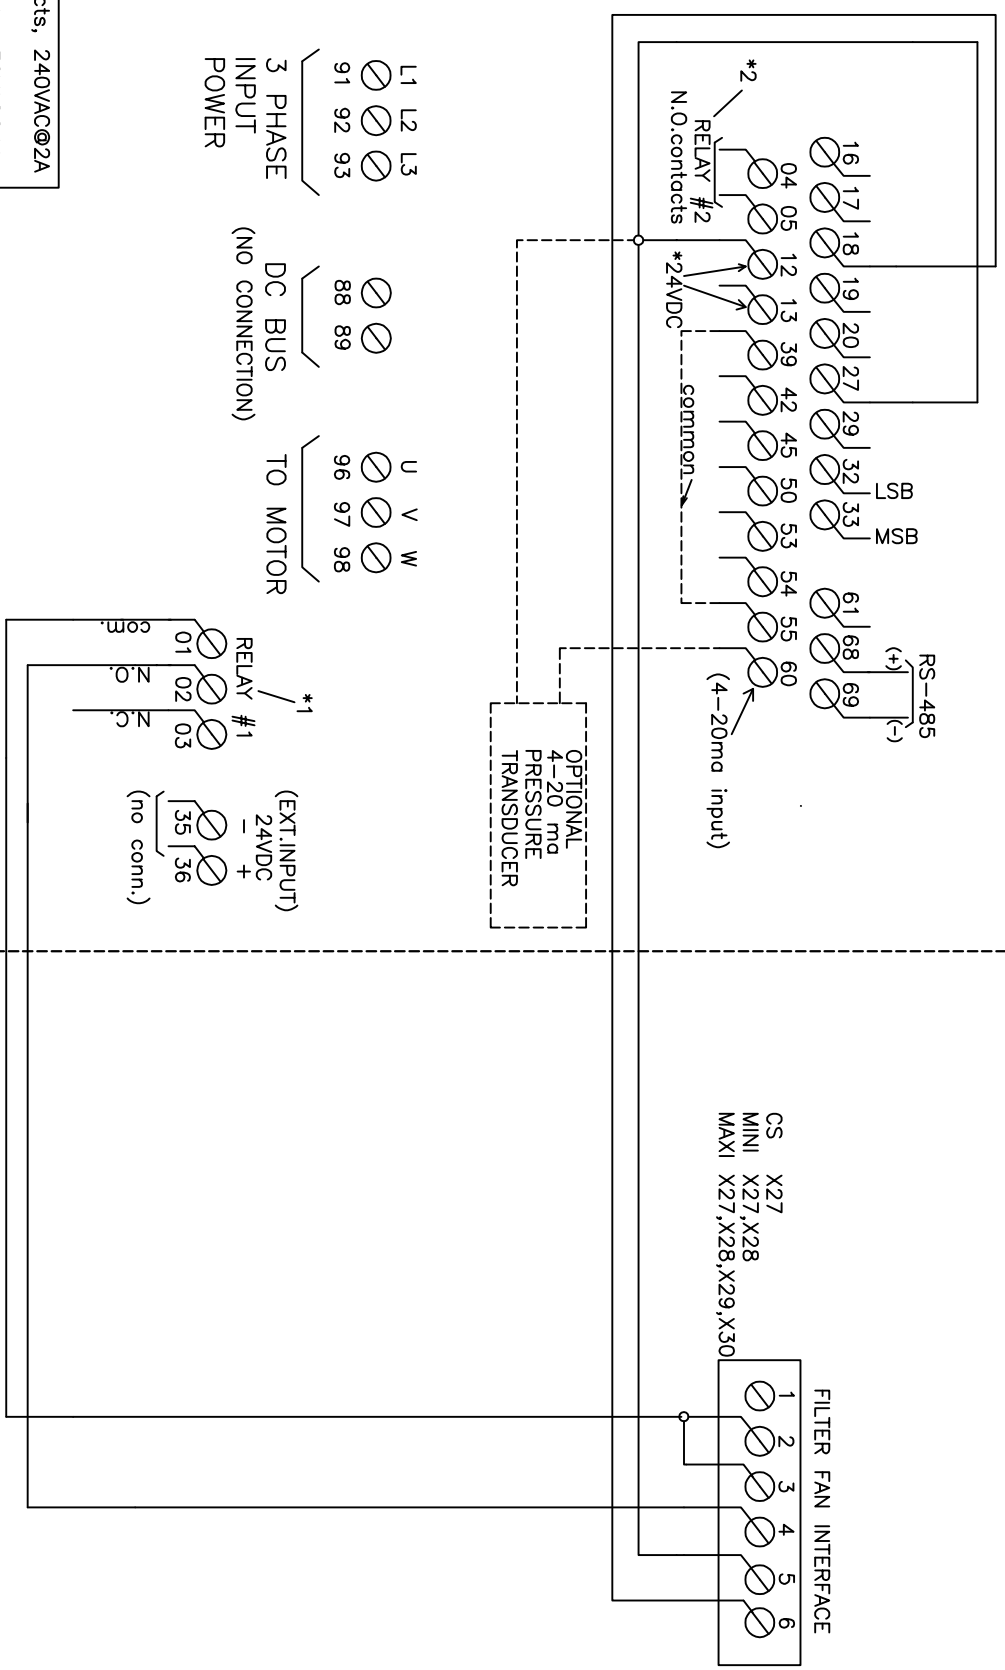 16 17 18 19 20 27 29 32 33 61 68 69
LSB
MSB
RS-485
(+) (-)
*2
RELAY #2
N.O.contacts
04 05 12 13 39 42 45 50 53 54 55 60
*24VDC
common
(4-20ma input)
OPTIONAL
4-20 ma
PRESSURE
TRANSDUCER
L1 L2 L3
91 92 93
3 PHASE
INPUT
POWER
88 89
DC BUS
(NO CONNECTION)
U V W
96 97 98
TO MOTOR
*1
RELAY #1
01 02 03
com. N.O. N.C.
(EXT.INPUT)
24VDC
- +
35 36
(no conn.)
CS X27
MINI X27,X28
MAXI X27,X28,X29,X30
FILTER FAN INTERFACE
1 2 3 4 5 6
cts, 240VAC@2A